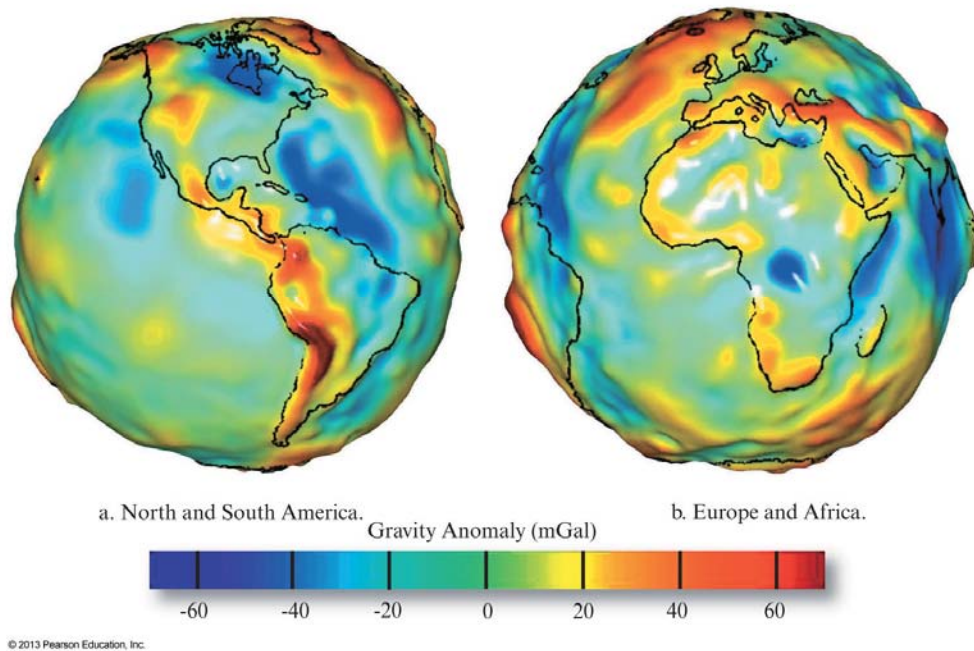 a. North and South America.
b. Europe and Africa.
Gravity Anomaly (mGal)
-60 -40 -20 0 20 40 60
© 2013 Pearson Education, Inc.